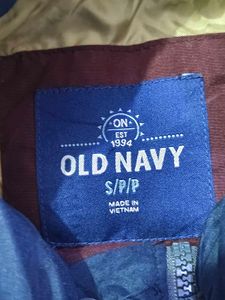 ON
EST
1994
OLD NAVY
S/P/P
MADE IN
VIETNAM